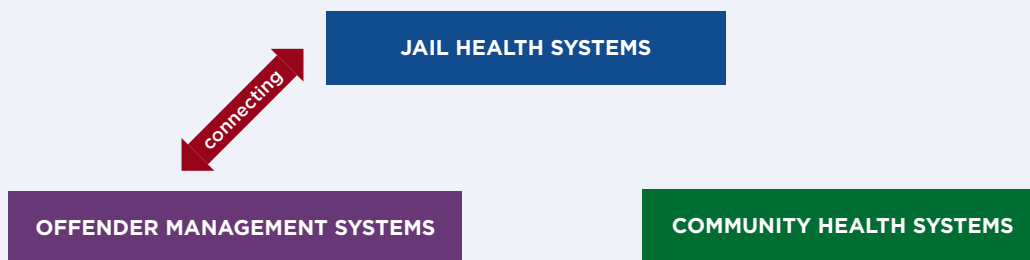 JAIL HEALTH SYSTEMS
connecting
OFFENDER MANAGEMENT SYSTEMS
COMMUNITY HEALTH SYSTEMS